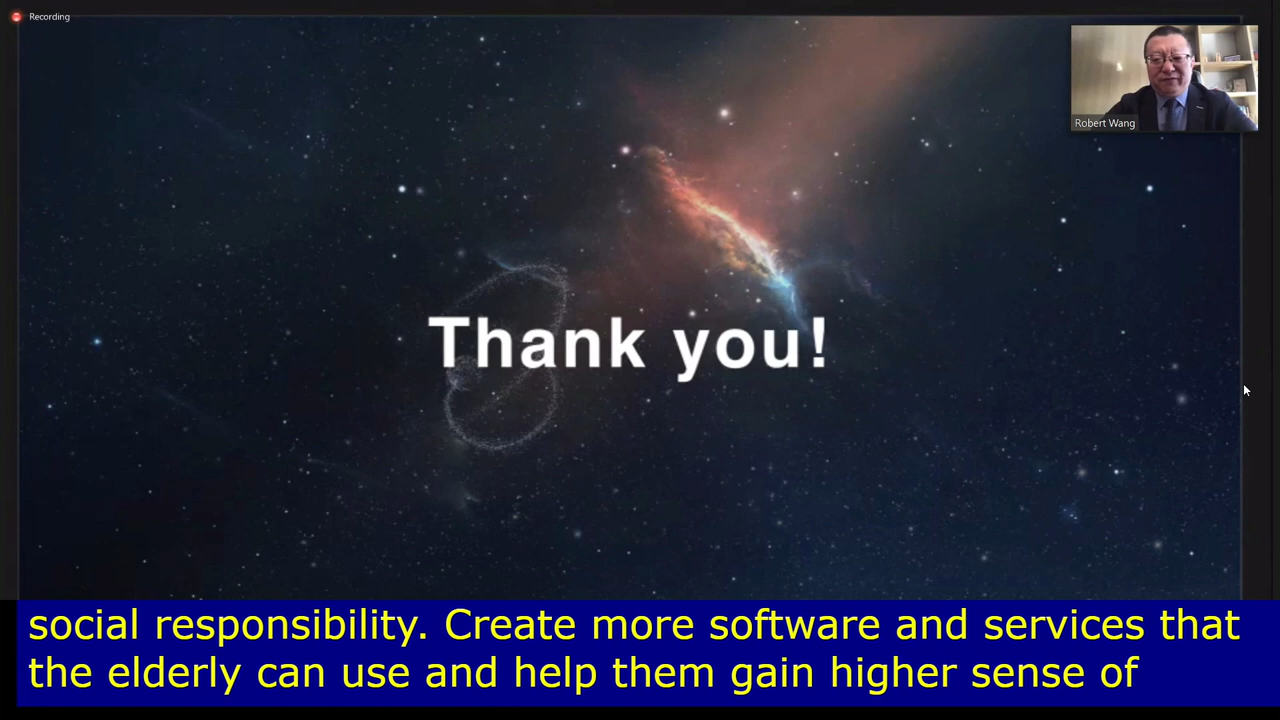 Recording
Robert Wang
Thank you!
social responsibility. Create more software and services that
the elderly can use and help them gain higher sense of